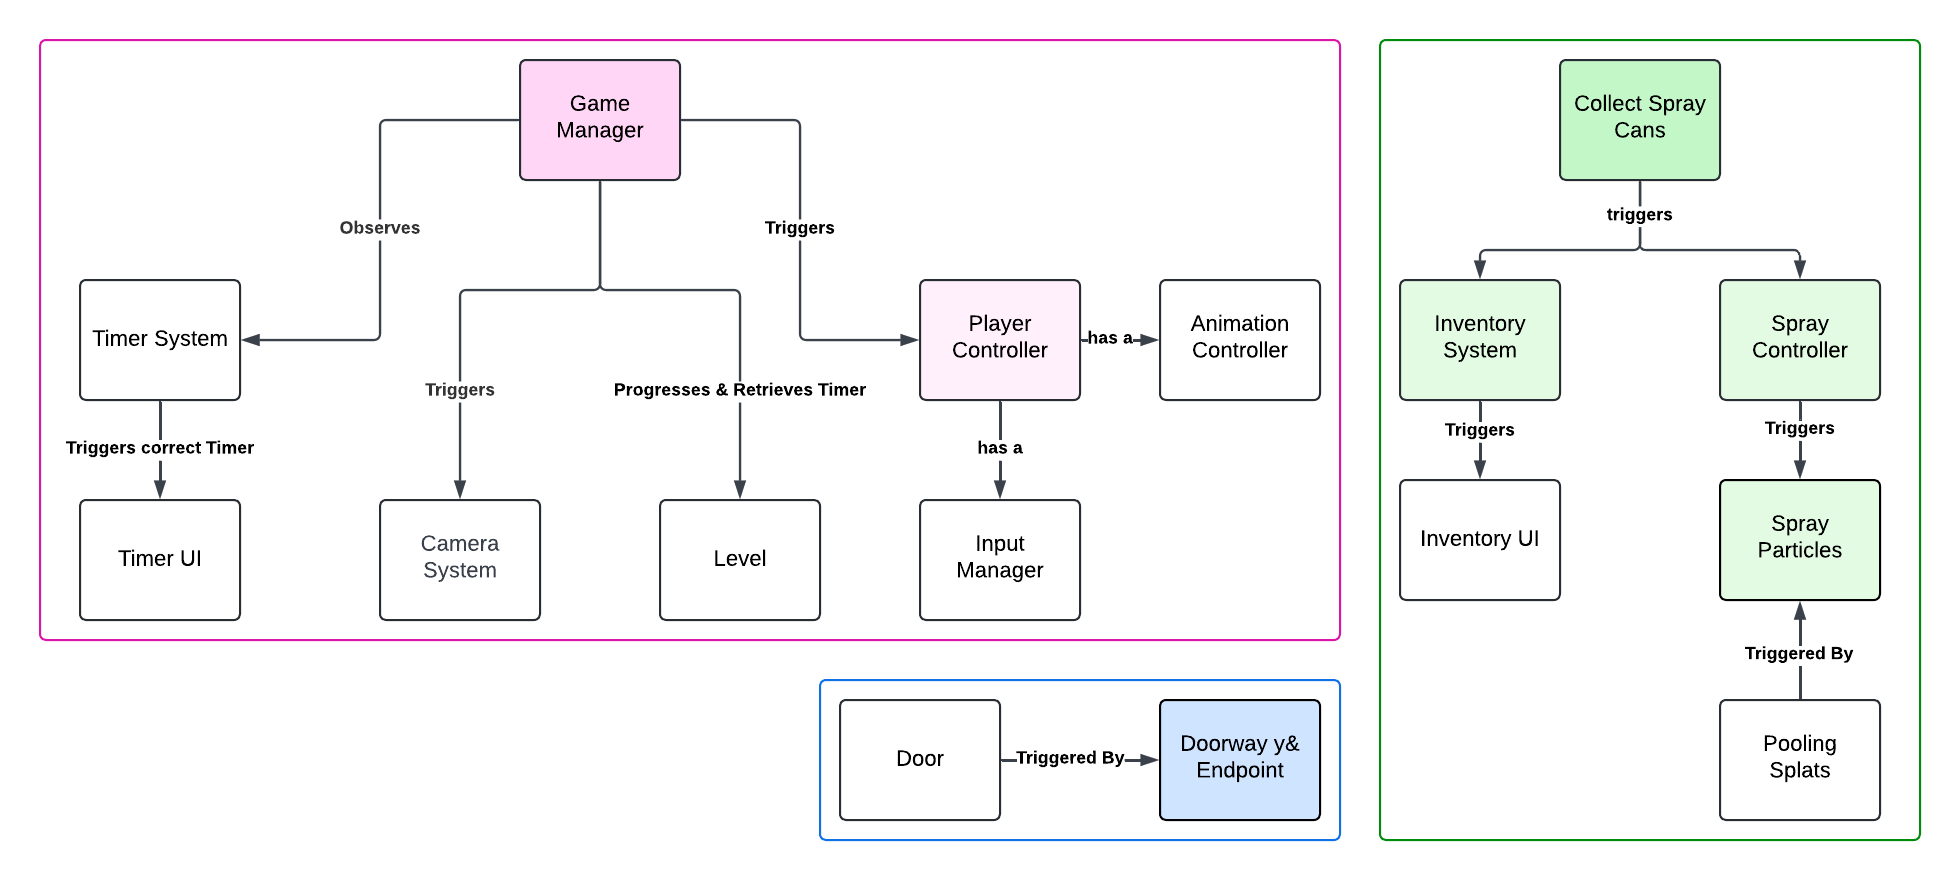 Game
Manager
Observes
Triggers
Timer System
Player
Controller
has a
Animation
Controller
Triggers
Progresses & Retrieves Timer
Triggers correct Timer
has a
Timer UI
Camera
System
Level
Input
Manager
Door
Triggered By
Doorway y&
Endpoint
Collect Spray
Cans
triggers
Inventory
System
Spray
Controller
Triggers
Triggers
Inventory UI
Spray
Particles
Triggered By
Pooling
Splats